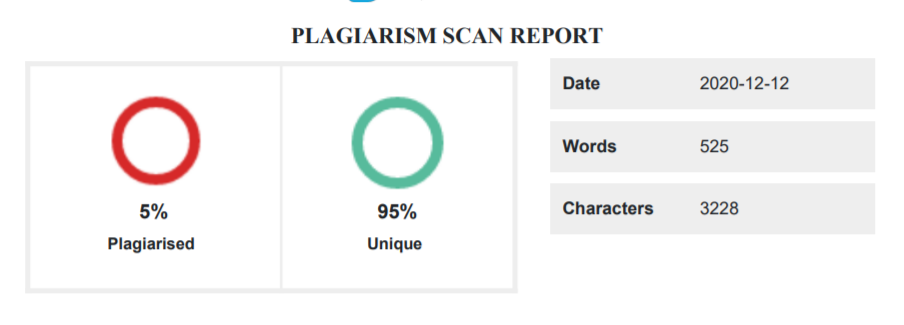 PLAGIARISM SCAN REPORT
5%
Plagiarised
95%
Unique
Date 2020-12-12
Words 525
Characters 3228